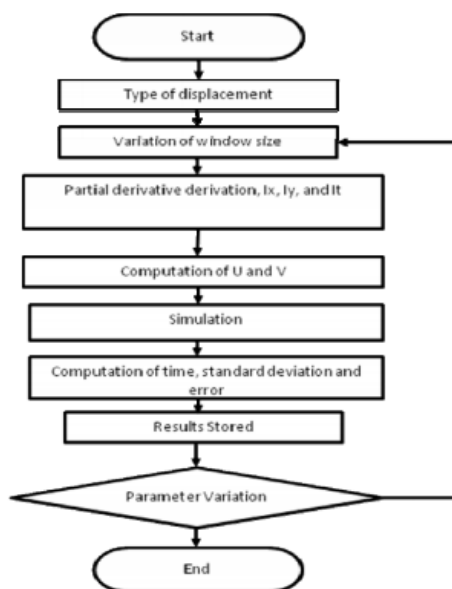 Start
Type of displacement
Variation of window size
Partial derivative derivation, Ix, Iy, and It
Computation of U and V
Simulation
Computation of time, standard deviation and
error
Results Stored
Parameter Variation
End